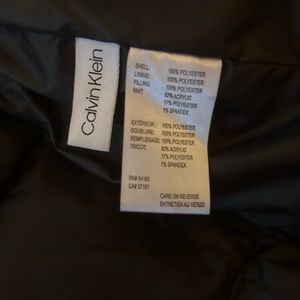 Calvin Klein
SHELL: 100% POLYESTER
LINING: 100% POLYESTER
FILLING: 100% POLYESTER
KNIT: 82% ACRYLIC
17% POLYESTER
1% SPANDEX
EXTÉRIEUR: 100% POLYESTER
DOUBLURE: 100% POLYESTER
REMPLISSAGE: 100% POLYESTER
TRICOT: 82% ACRYLIC
17% POLYESTER
1% SPANDEX
RN# 54163
CA# 57151
CARE ON REVERSE
ENTRETIEN AU VERSO